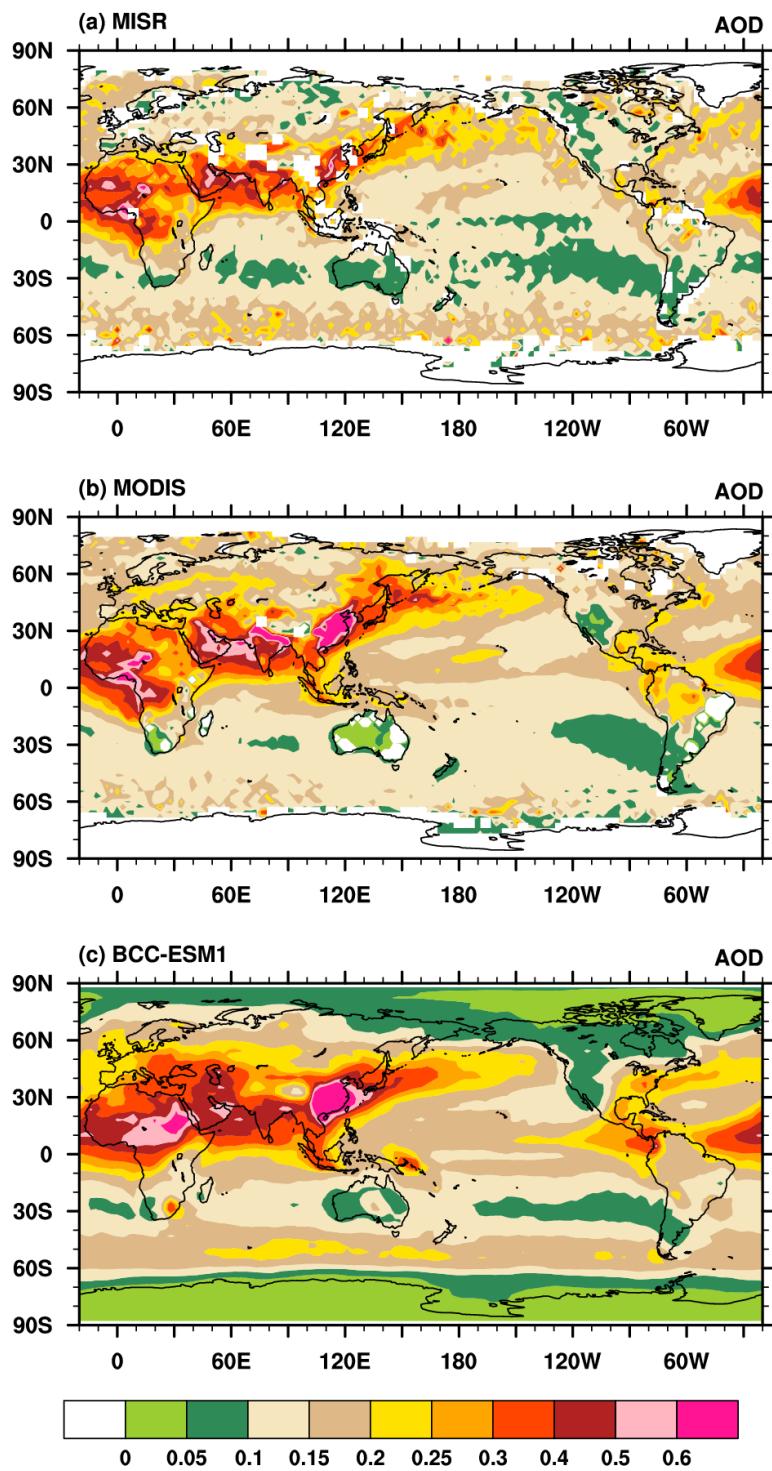 (a) MISR AOD
90N
60N
30N
0
30S
60S
90S
0 60E 120E 180 120W 60W
(b) MODIS AOD
90N
60N
30N
0
30S
60S
90S
0 60E 120E 180 120W 60W
(c) BCC-ESM1 AOD
90N
60N
30N
0
30S
60S
90S
0 60E 120E 180 120W 60W
0 0.05 0.1 0.15 0.2 0.25 0.3 0.4 0.5 0.6